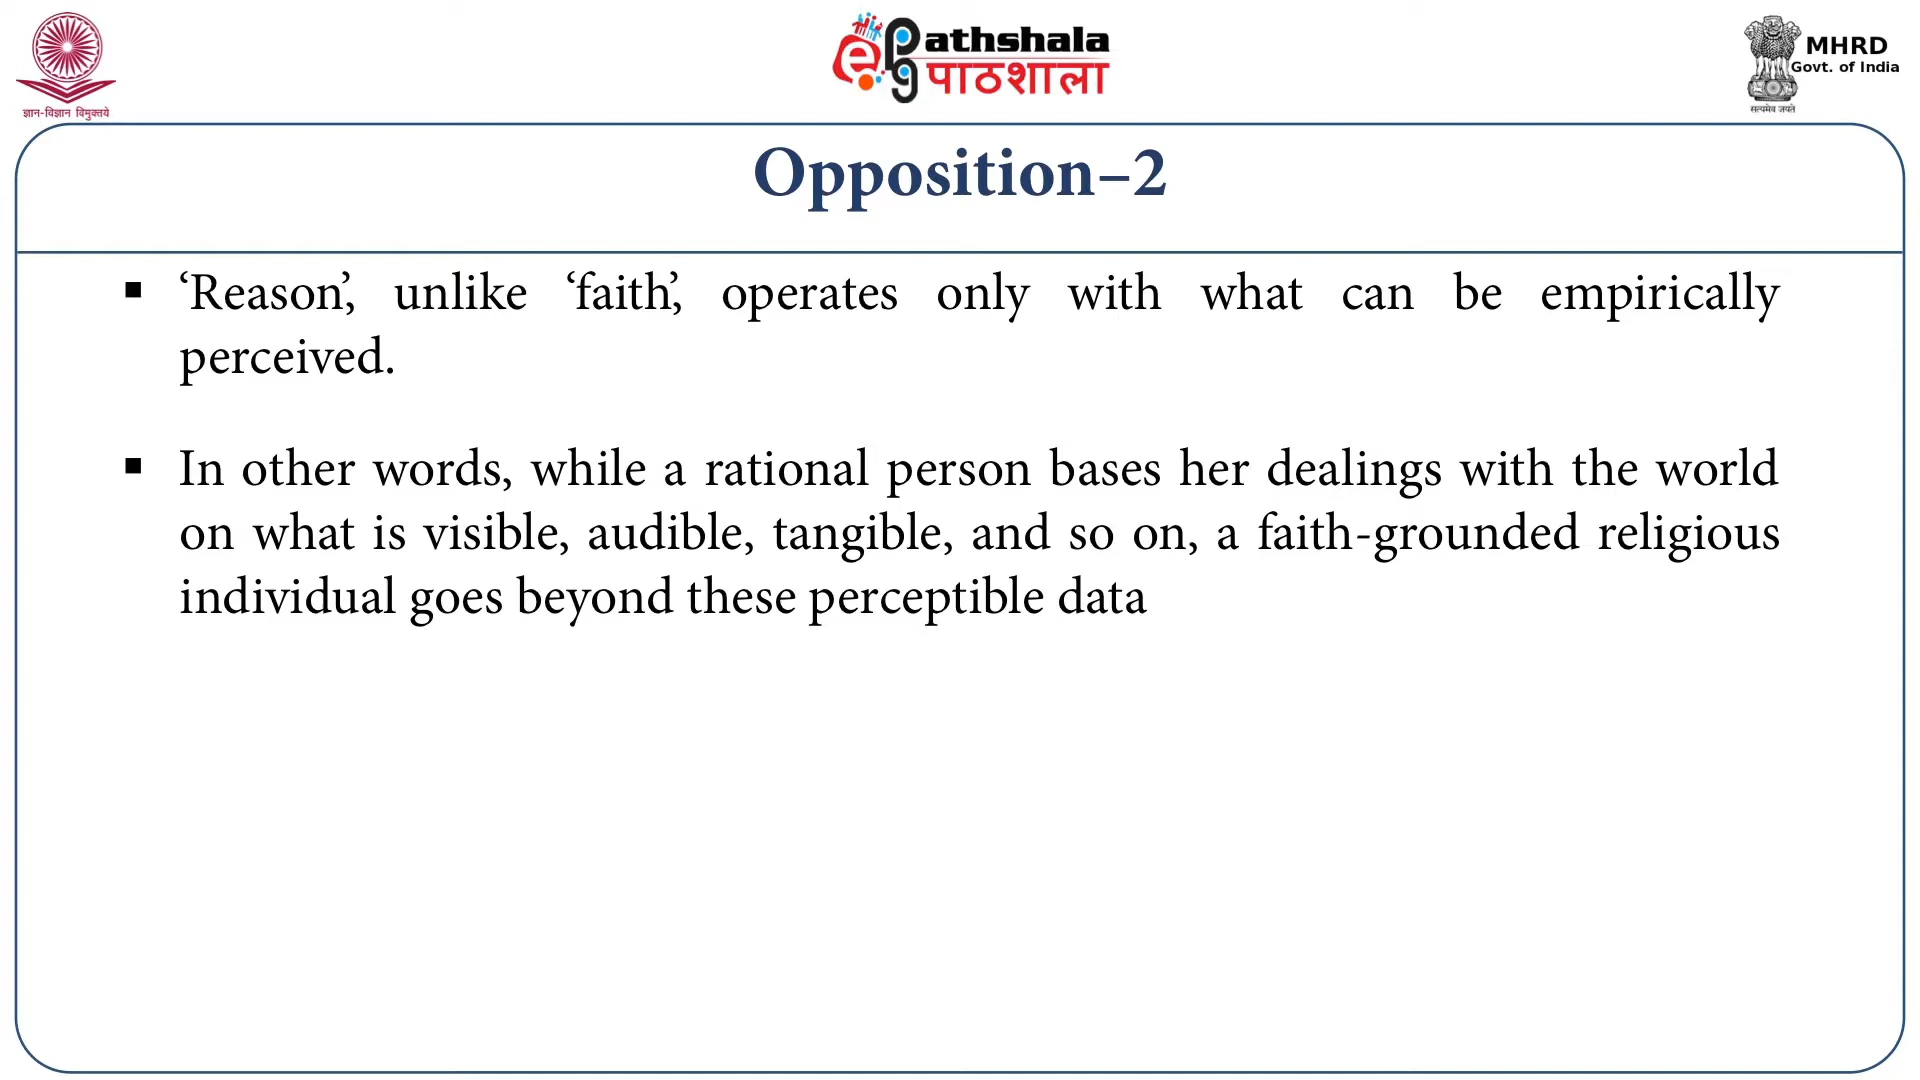 ज्ञान-विज्ञान विमुक्तये
athshala
पाठशाला
MHRD
Govt. of India
सत्यमेव जयते
Opposition–2
▪ ‘Reason’, unlike ‘faith’, operates only with what can be empirically
perceived.
▪ In other words, while a rational person bases her dealings with the world
on what is visible, audible, tangible, and so on, a faith-grounded religious
individual goes beyond these perceptible data